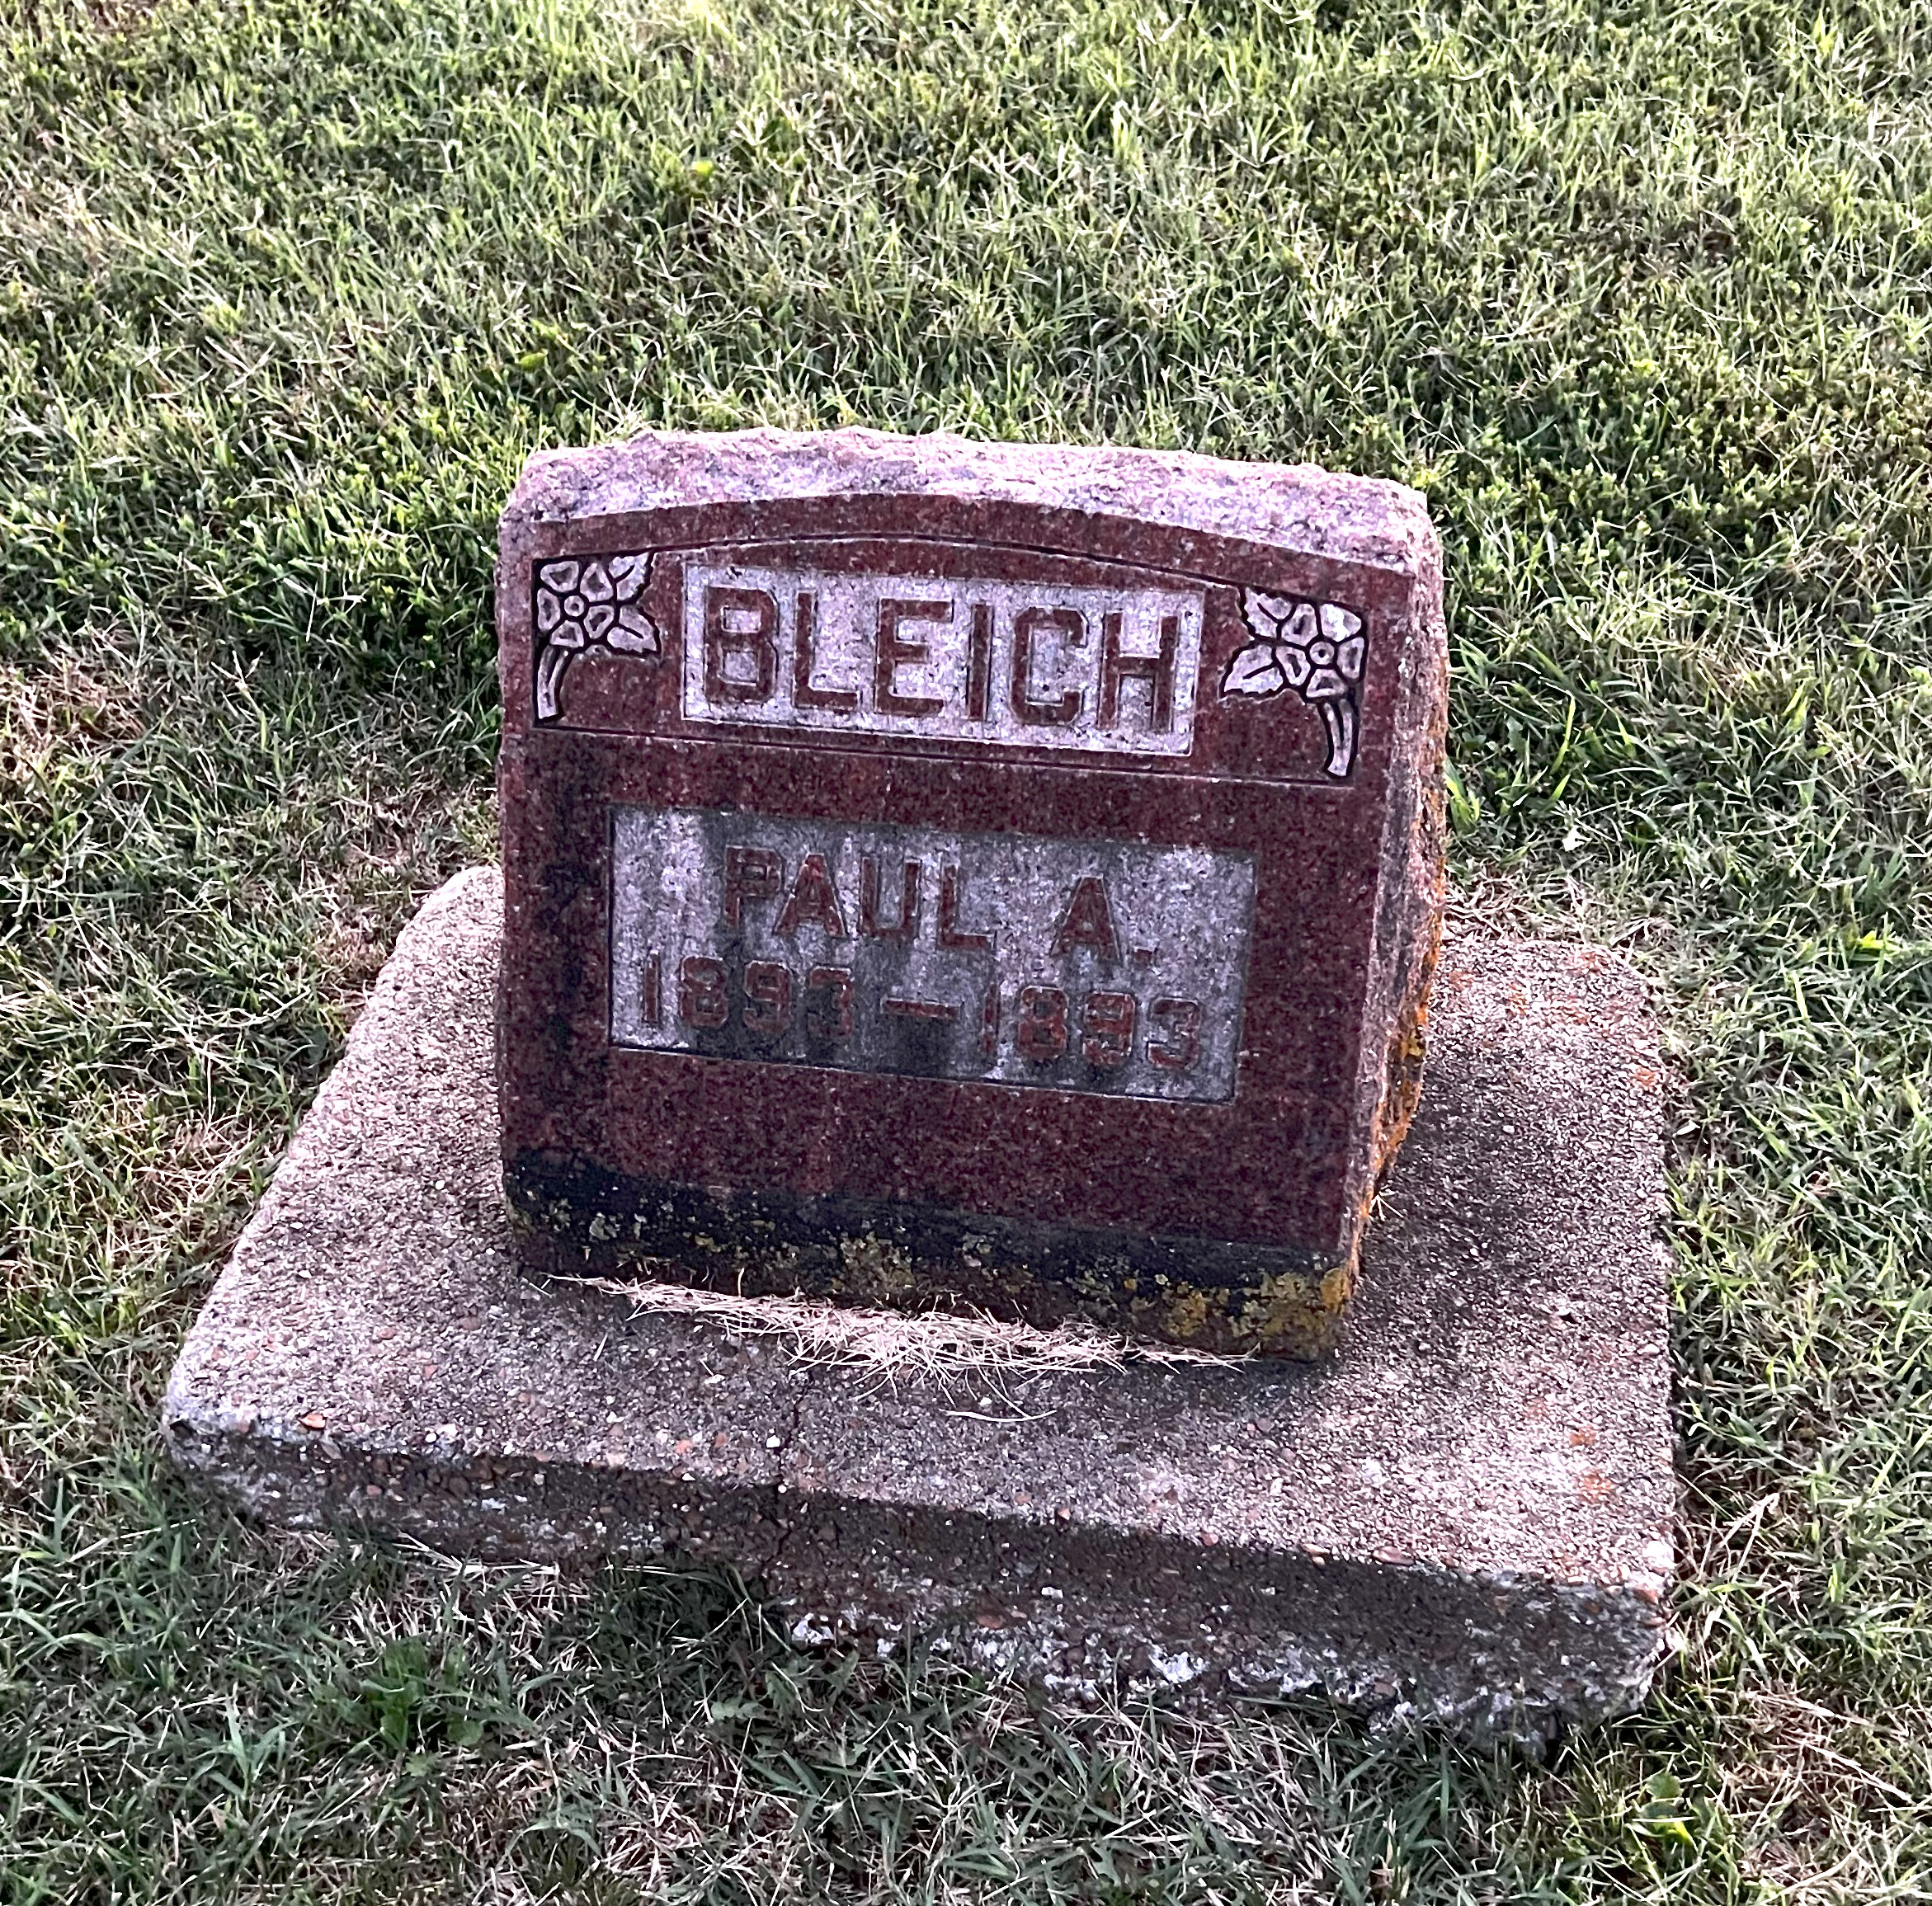 BLEICH
PAUL A.
1893 — 1893